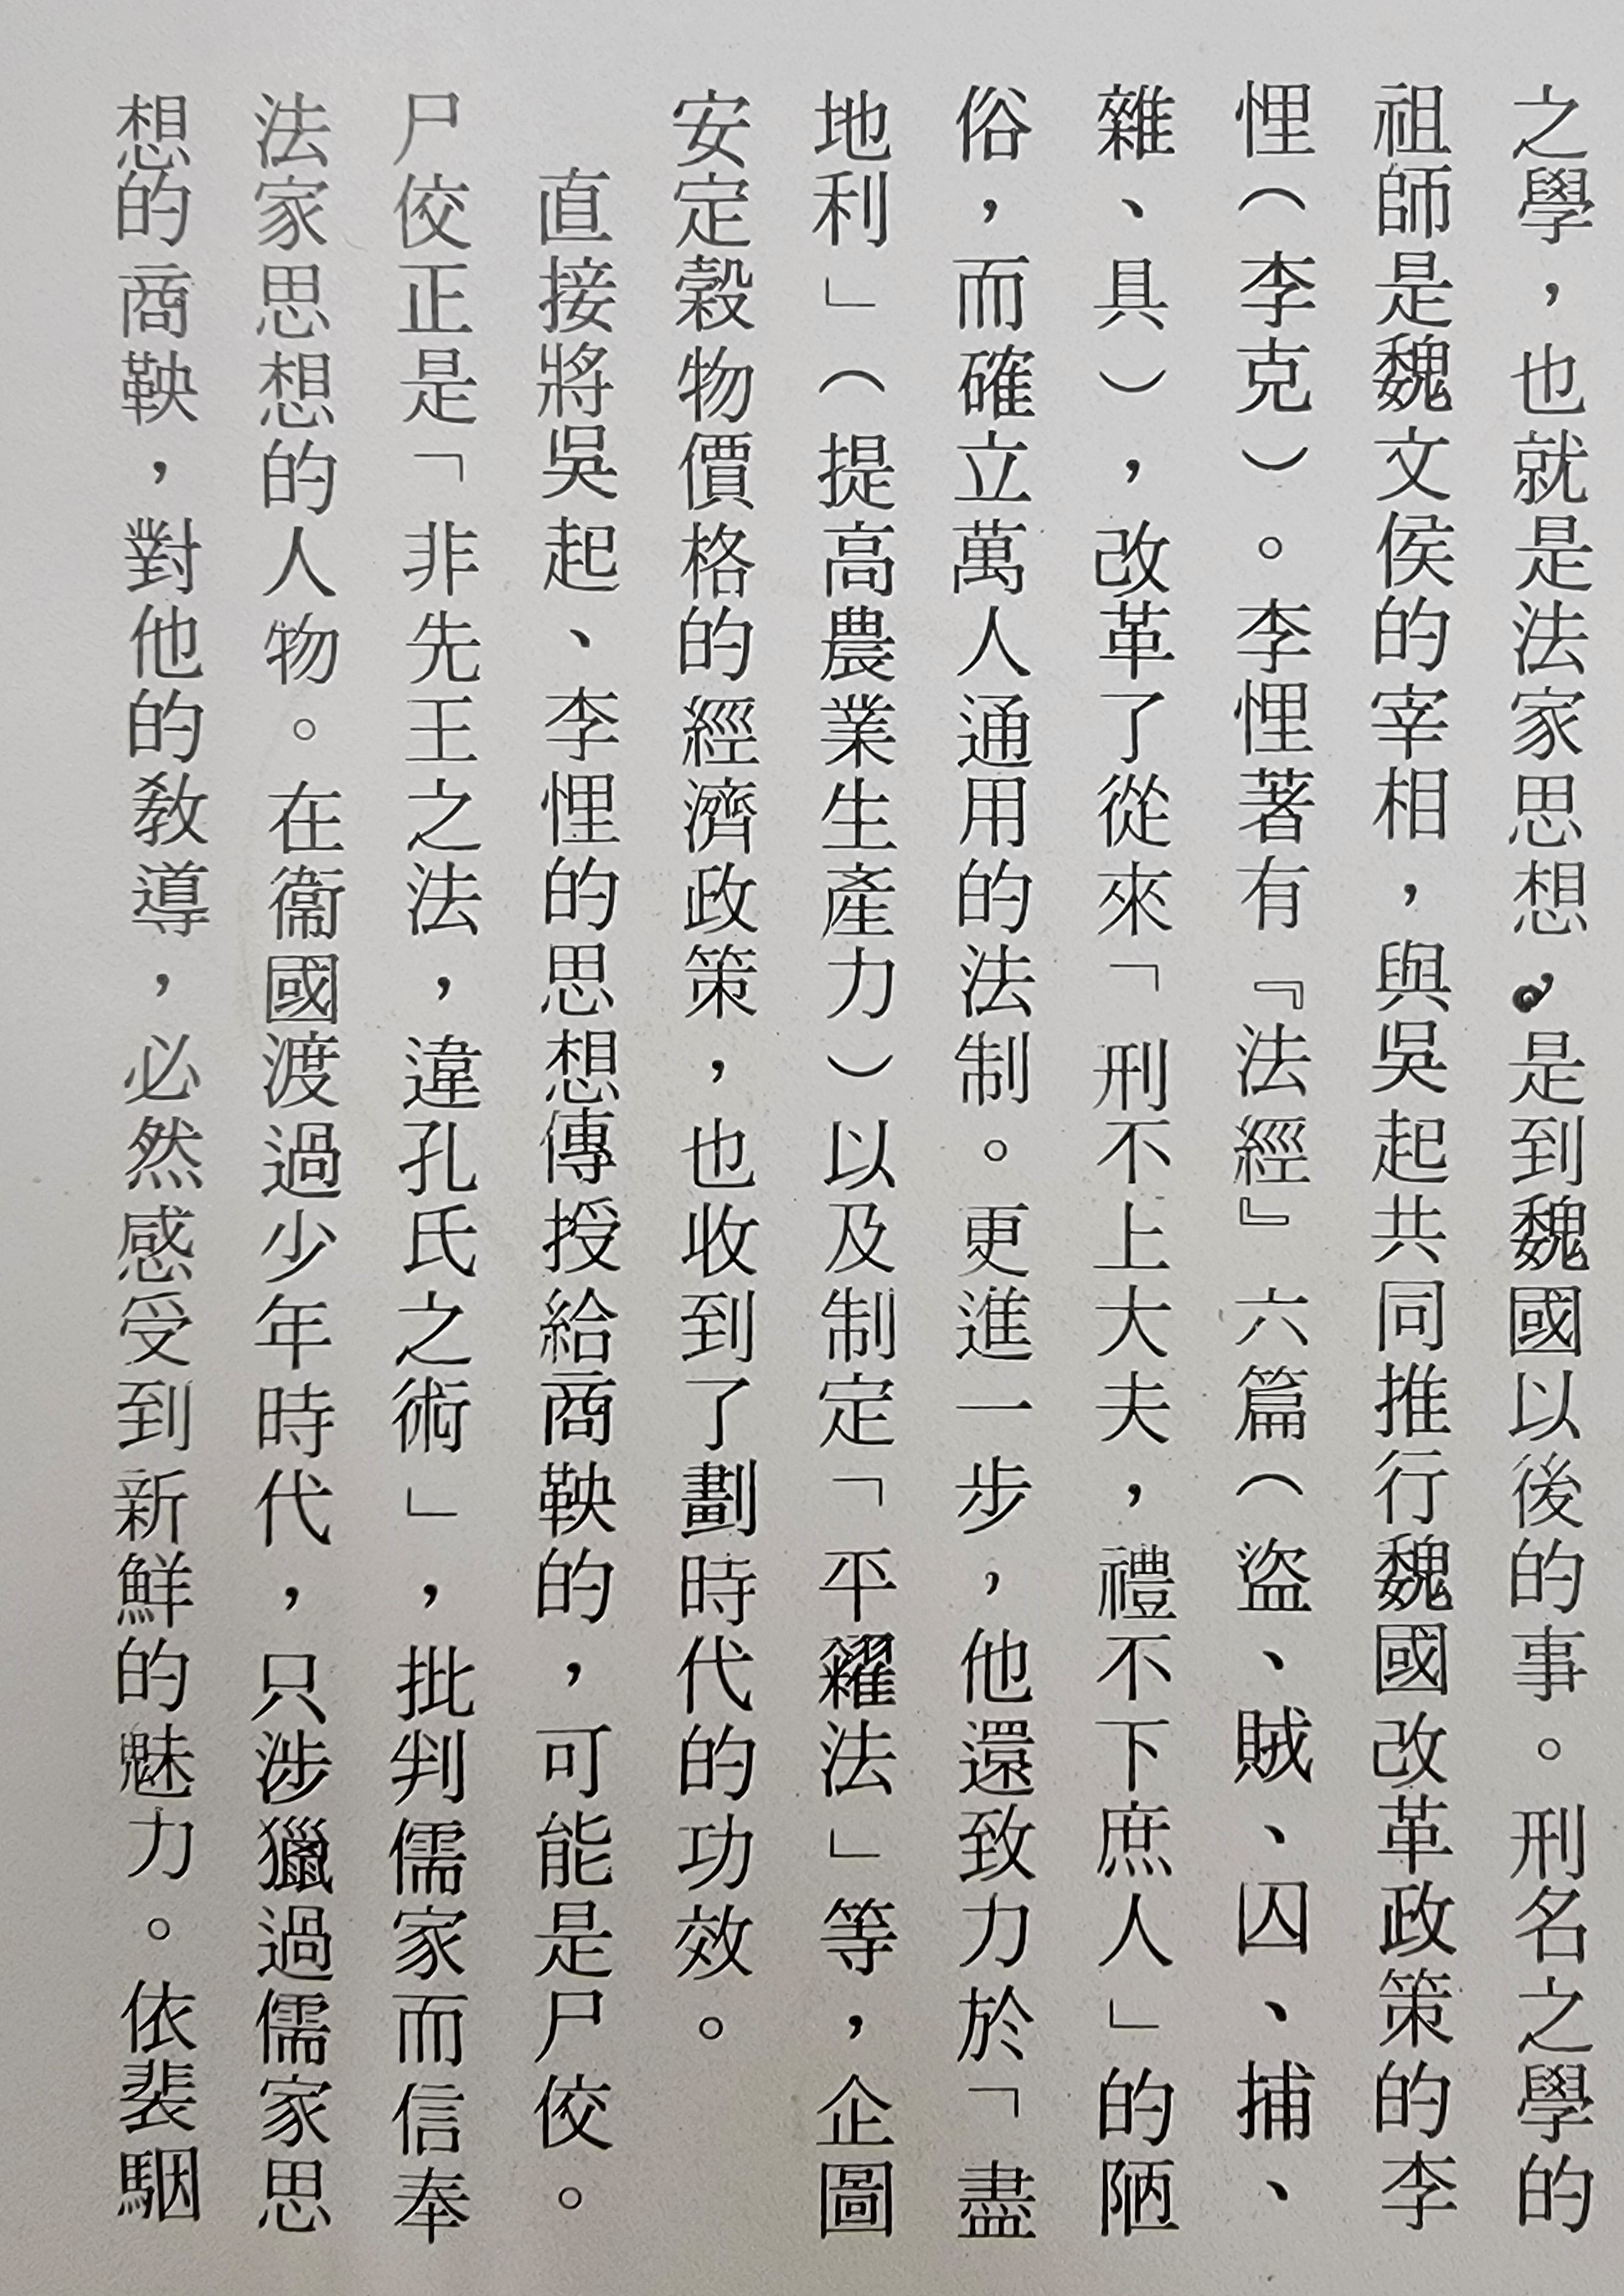 之學，也就是法家思想，是到魏國以後的事。刑名之學的
祖師是魏文侯的宰相，與吳起共同推行魏國改革政策的李
悝（李克）。李悝著有『法經』六篇（盜、賊、囚、捕、
雜、具），改革了從來「刑不上大夫，禮不下庶人」的陋
俗，而確立萬人通用的法制。更進一步，他還致力於「盡
地利」（提高農業生產力）以及制定「平糴法」等，企圖
安定穀物價格的經濟政策，也收到了劃時代的功效。
直接將吳起、李悝的思想傳授給商鞅的，可能是尸佼。
尸佼正是「非先王之法，違孔氏之術」，批判儒家而信奉
法家思想的人物。在衞國渡過少年時代，只涉獵過儒家思
想的商鞅，對他的教導，必然感受到新鮮的魅力。依裴駰